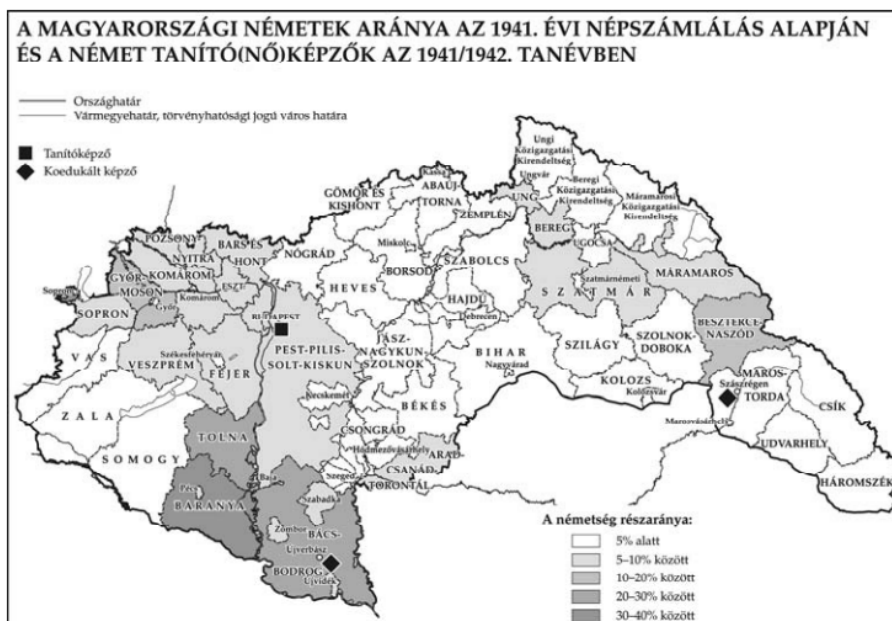 A MAGYARORSZÁGI NÉMETEK ARÁNYA AZ 1941. ÉVI NÉPSZÁMLÁLÁS ALAPJÁN
ÉS A NÉMET TANÍTÓ(NŐ)KÉPZŐK AZ 1941/1942. TANÉVBEN
Országhatár
Vármegyehatár, törvényhatósági jogú város határa
Tanítóképző
Koedukált képző
Ungi
Közigazgatási
Kirendeltség
Ungvár
Kassa
ABAÚJ-
TORNA
GÖMÖR ÉS
KISHONT
ZEMPLÉN
UNG
Beregi
Közigazgatási
Kirendeltség
Máramarosi
Közigazgatási
Kirendeltség
BEREG
UGOCSA
POZSONY
NYITRA
BARS ÉS
HONT
NÓGRÁD
Miskolc
BORSOD
SZABOLCS
MÁRAMAROS
GYŐR
MOSON
Győr
KOMÁROM
Komárom
ESZT.
HEVES
HAJDÚ
Debrecen
SZATMÁR
Szatmárnémeti
Sopron
SOPRON
BUDAPEST
BESZTERCE-
NASZÓD
VAS
VESZPRÉM
Székesfehérvár
FEJÉR
PEST-PILIS-
SOLT-KISKUN
JÁSZ-
NAGYKUN-
SZOLNOK
BIHAR
Nagyvárad
SZILÁGY
SZOLNOK-
DOBOKA
KOLOZS
Kolozsvár
MAROS-
TORDA
Szászrégen
Marosvásárhely
CSÍK
UDVARHELY
HÁROMSZÉK
ZALA
SOMOGY
TOLNA
Kecskemét
BÉKÉS
CSONGRÁD
Hódmezővásárhely
ARAD-
CSANÁD-
TORONTÁL
Szeged
Pécs
BARANYA
Baja
Szabadka
Zombor
BÁCS-
Újverbász
BODROG
Újvidék
A németség részaránya:
5% alatt
5–10% között
10–20% között
20–30% között
30–40% között